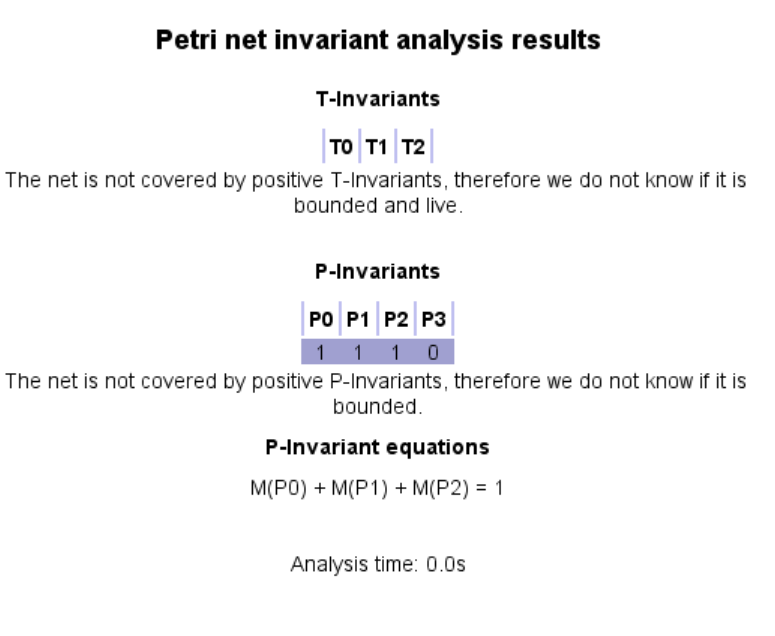 Petri net invariant analysis results
T-Invariants
T0 T1 T2
The net is not covered by positive T-Invariants, therefore we do not know if it is
bounded and live.
P-Invariants
P0 P1 P2 P3
1 1 1 0
The net is not covered by positive P-Invariants, therefore we do not know if it is
bounded.
P-Invariant equations
M(P0) + M(P1) + M(P2) = 1
Analysis time: 0.0s